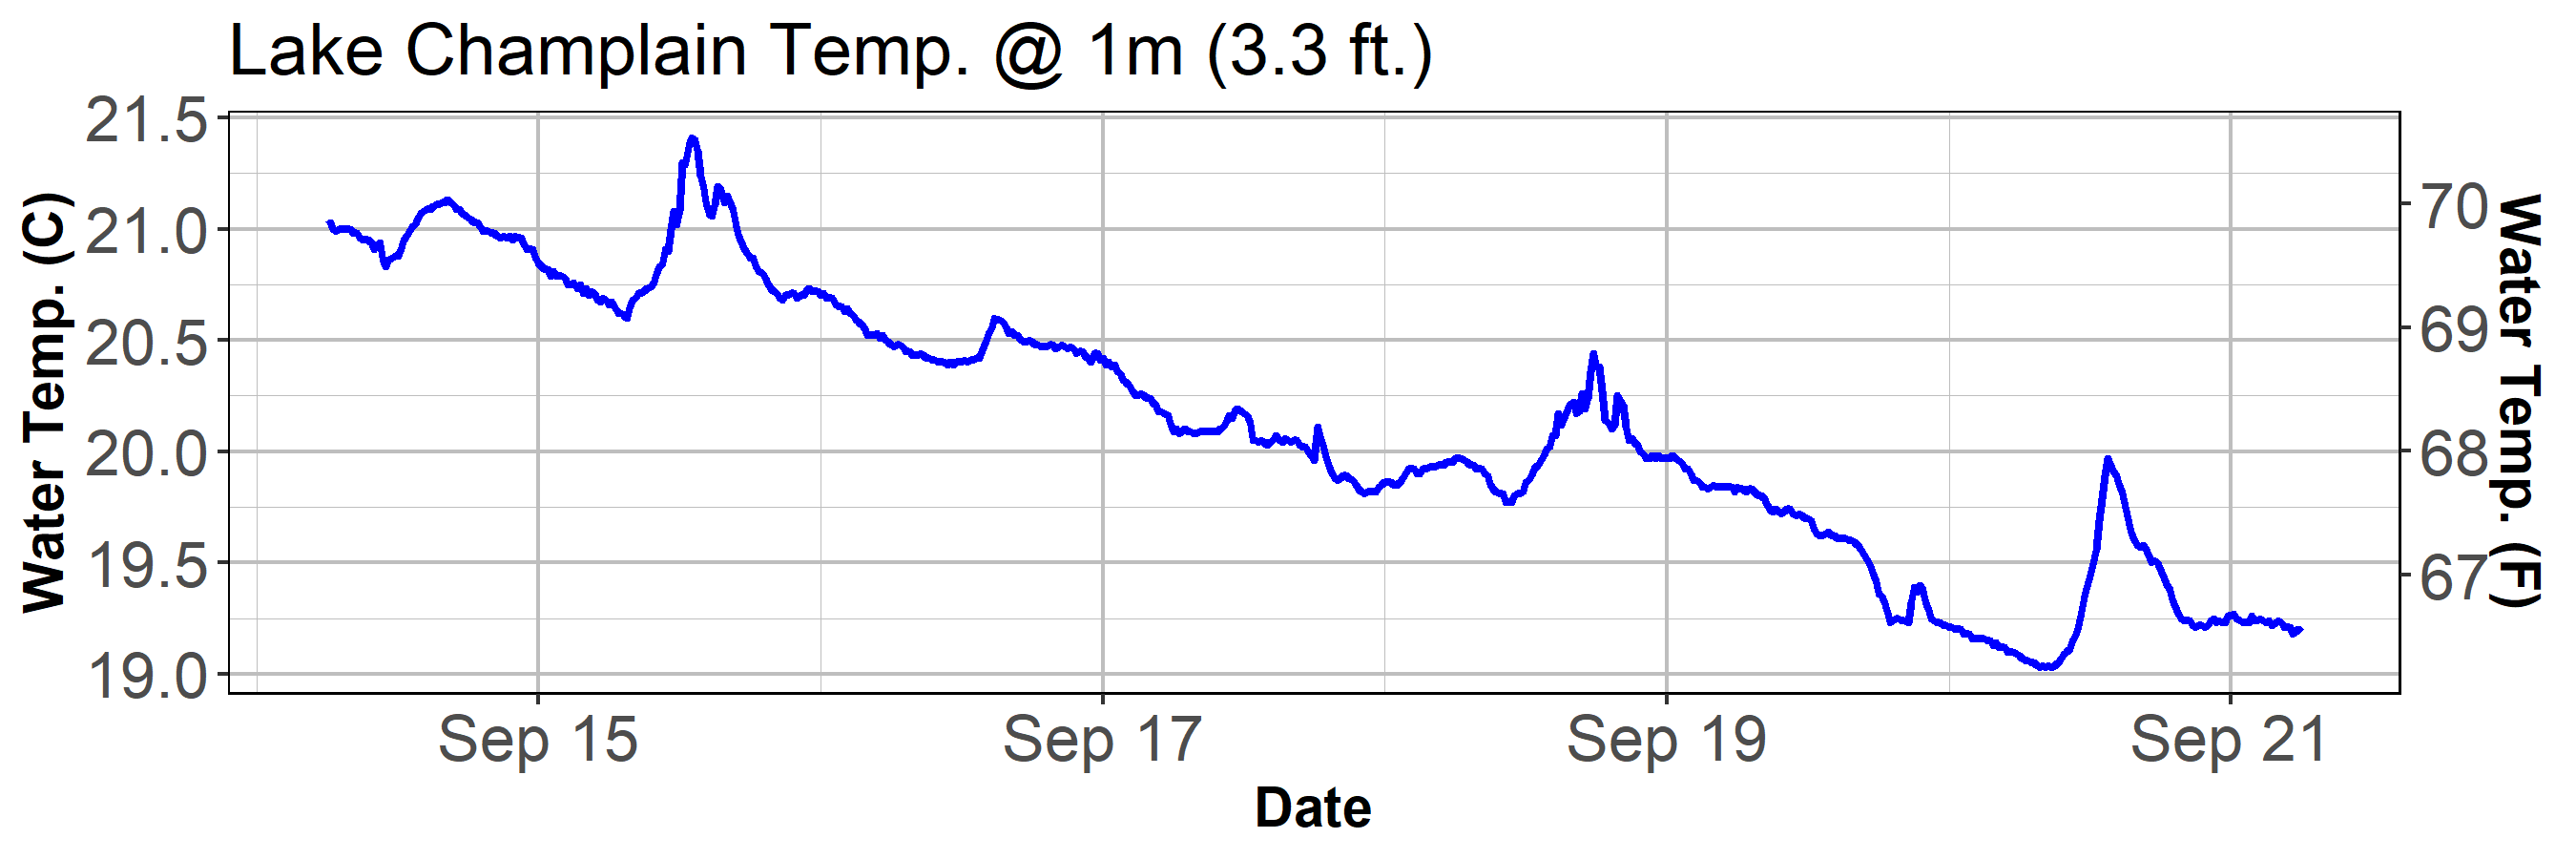 Lake Champlain Temp. @ 1m (3.3 ft.)
Water Temp. (C)
21.5
21.0
20.5
20.0
19.5
19.0
70
69
68
67
Water Temp. (F)
Sep 15
Sep 17
Sep 19
Sep 21
Date